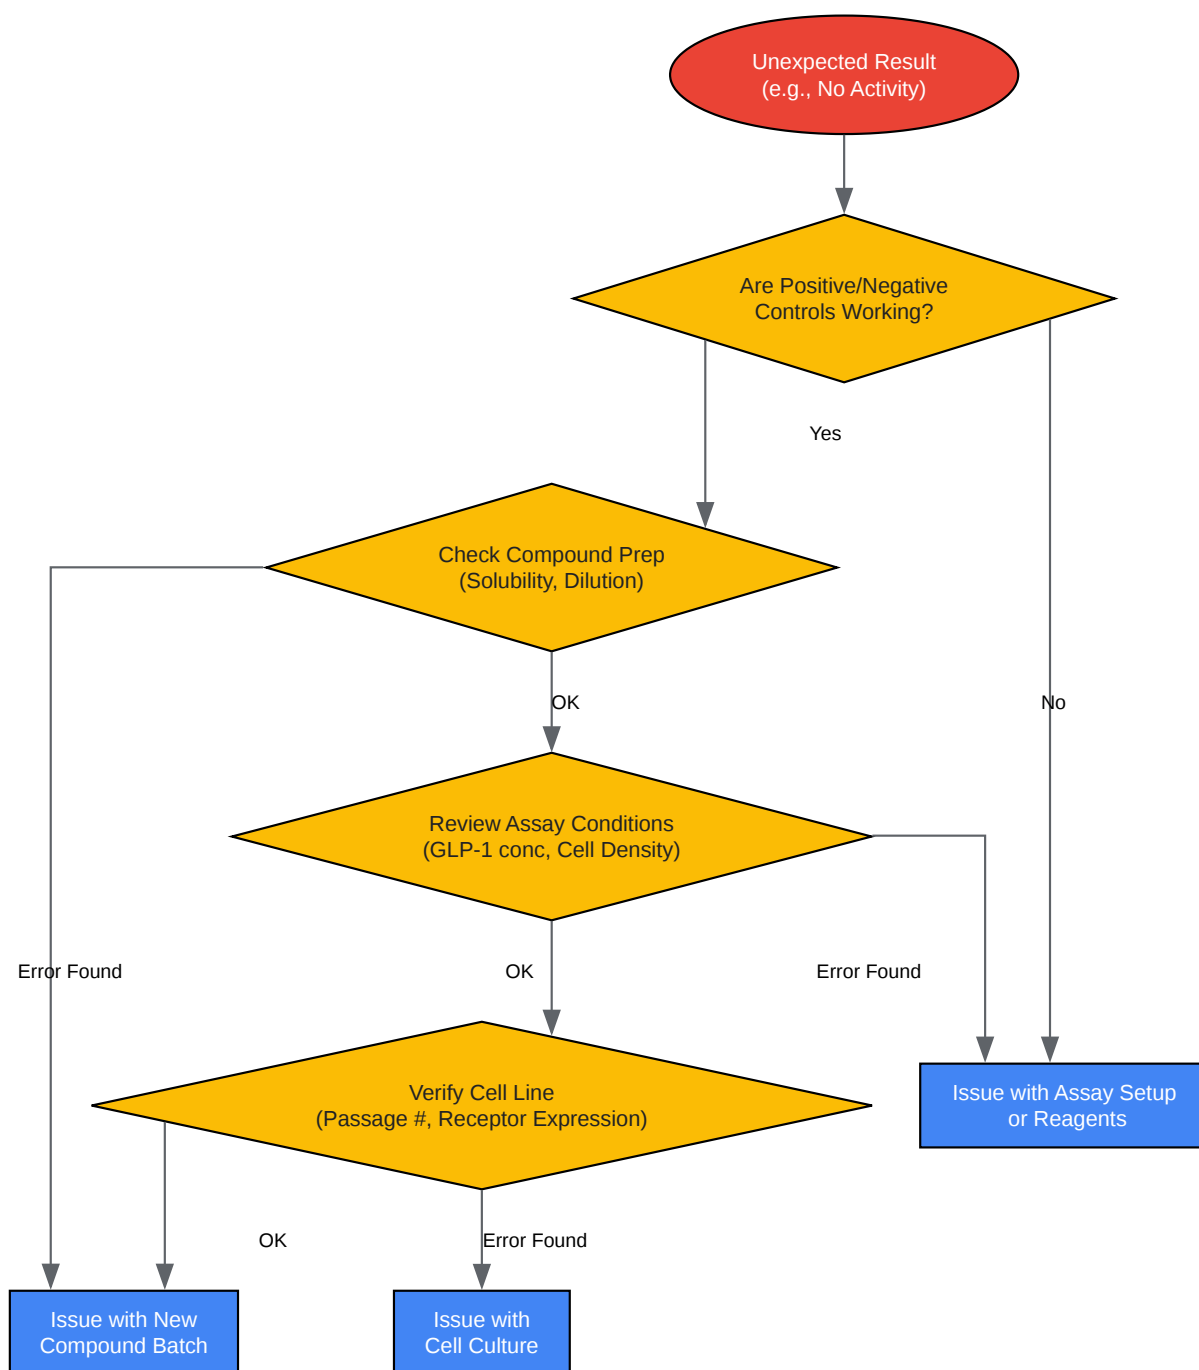 Unexpected Result
(e.g., No Activity)
Are Positive/Negative
Controls Working?
Yes
Check Compound Prep
(Solubility, Dilution)
OK
No
Review Assay Conditions
(GLP-1 conc, Cell Density)
Error Found
OK
Error Found
Verify Cell Line
(Passage #, Receptor Expression)
Issue with Assay Setup
or Reagents
OK
Error Found
Issue with New
Compound Batch
Issue with
Cell Culture